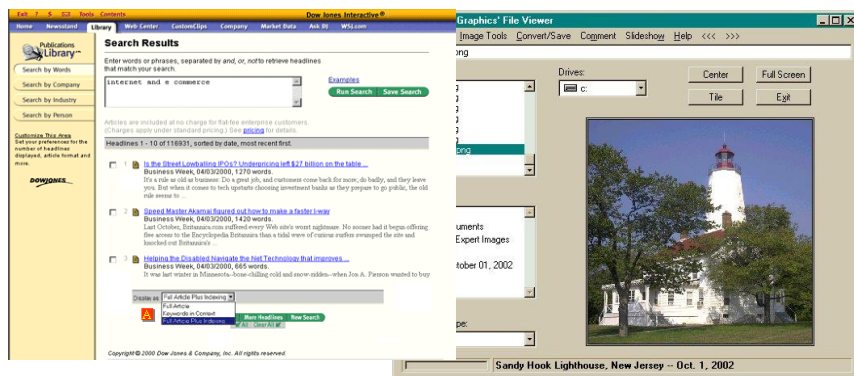 Exit ? $ Tools Contents Dow Jones Interactive®
Home Newsstand Library Web Center CustomClips Company Market Data Ask DJ WSJ.com
Publications Library™
Search by Words
Search by Company
Search by Industry
Search by Person
Customize This Area
Set your preferences for the
number of headlines
displayed, article format and
more.
DOWJONES
Search Results
Enter words or phrases, separated by and, or, not to retrieve headlines
that match your search.
internet and e commerce
Examples
Run Search Save Search
Articles are included at no charge for flat-fee enterprise customers.
(Charges apply under standard pricing.) See pricing for details.
Headlines 1 - 10 of 116931, sorted by date, most recent first.
1 Is the Street Lowballing IPOs? Underpricing left $27 billion on the table ...
Business Week, 04/03/2000, 1270 words.
It's a rule as old as business: Do a great job, and customers come back for more; do badly, and they leave
you. But when it comes to tech upstarts choosing investment banks as they prepare to go public, the old
rule seems to ...
2 Speed Master Akamai figured out how to make a faster I-way
Business Week, 04/03/2000, 1420 words.
Last October, Britannica.com suffered every Web site's worst nightmare. No sooner had it begun offering
free access to the Encyclopedia Britannica than a tidal wave of curious surfers swamped the site and
knocked out Britannica's ...
3 Helping the Disabled Navigate the Net Technology that improves ...
Business Week, 04/03/2000, 665 words.
It was last winter in Minnesota--bone-chilling cold and snow-ridden--when Jon A. Pierson wanted to buy
Display as: Full Article Plus Indexing
A
Full Article
Keywords in Context
Full Article Plus Indexing
More Headlines New Search
All Clear All
Copyright © 2000 Dow Jones & Company, Inc. All rights reserved.
Graphics' File Viewer
Image Tools Convert/Save Comment Slideshow Help <<< >>>
png
Drives:
c:
Center Full Screen
Tile Exit
png
uments
Expert Images
tober 01, 2002
pe:
Sandy Hook Lighthouse, New Jersey -- Oct. 1, 2002